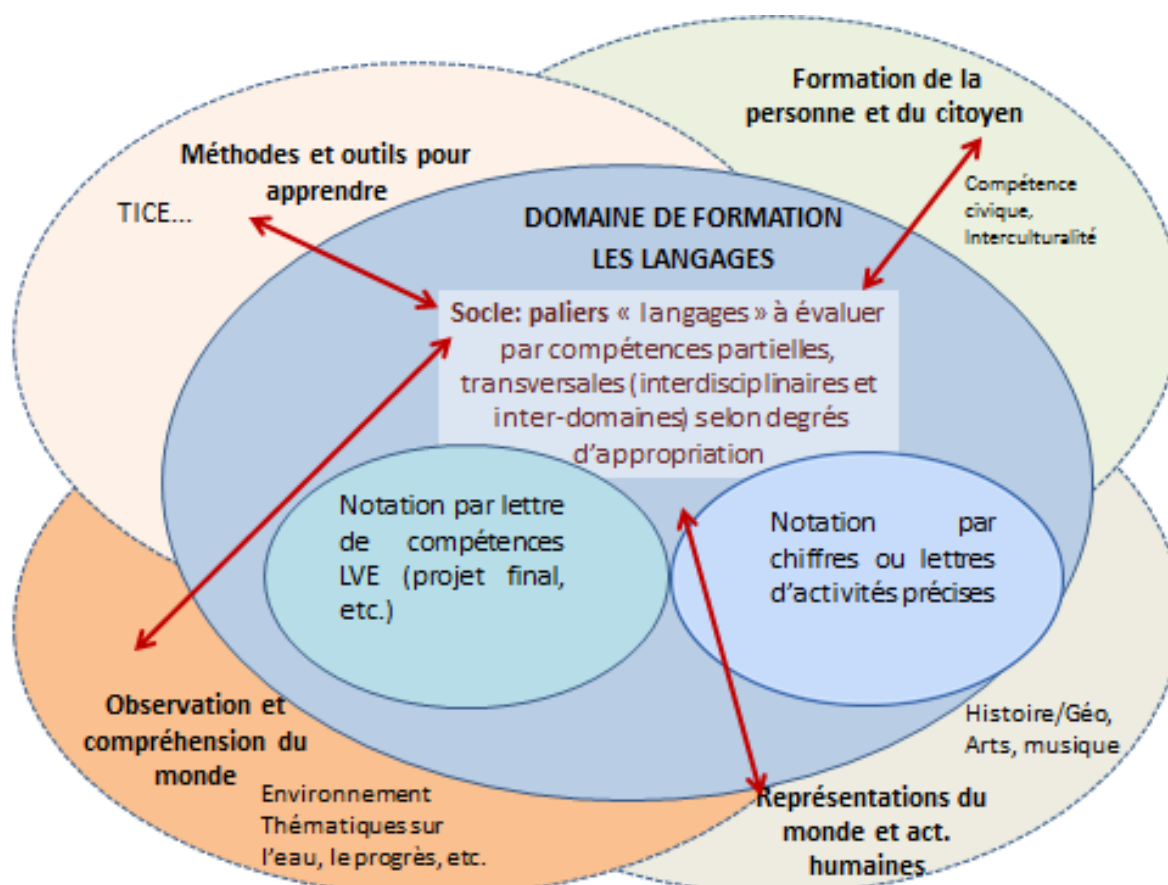 Formation de la
personne et du citoyen
Compétence
civique,
Interculturalité
Méthodes et outils pour
apprendre
TICE...
DOMAINE DE FORMATION
LES LANGAGES
Socle: paliers « langages » à évaluer
par compétences partielles,
transversales (interdisciplinaires et
inter-domaines) selon degrés
d'appropriation
Notation par lettre
de compétences
LVE (projet final,
etc.)
Notation par
chiffres ou lettres
d'activités précises
Observation et
compréhension du
monde
Environnement
Thématiques sur
l'eau, le progrès, etc.
Histoire/Géo,
Arts, musique
Représentations du
monde et act.
humaines